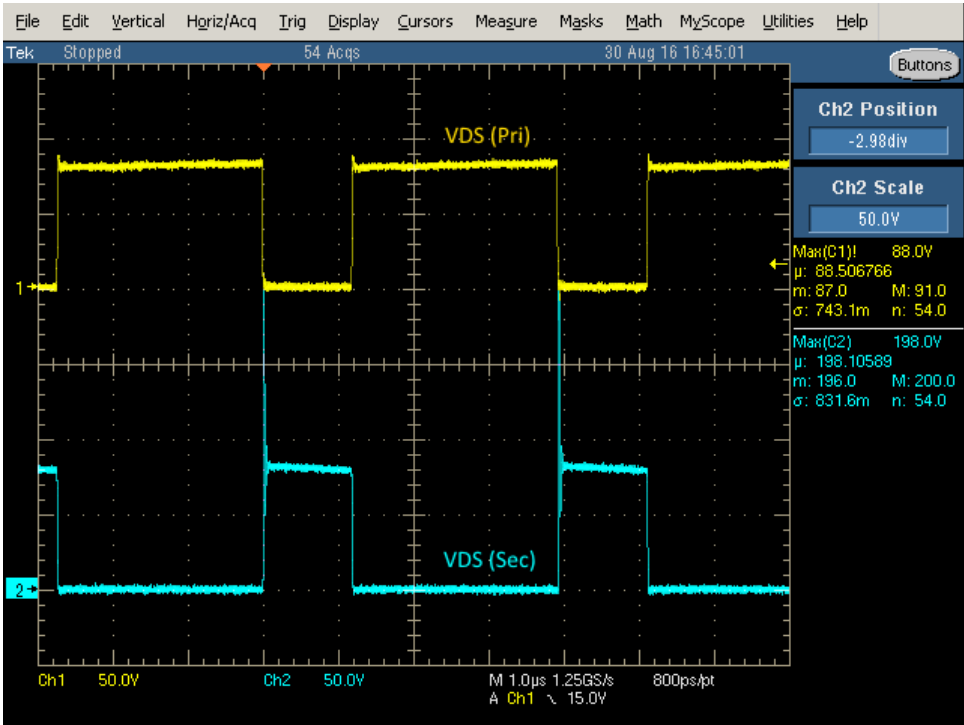 File Edit Vertical Horiz/Acq Trig Display Cursors Measure Masks Math MyScope Utilities Help
Tek Stopped 54 Acqs 30 Aug 16 16:45:01
Buttons
Ch2 Position
-2.98div
Ch2 Scale
50.0V
VDS (Pri)
Max(C1)! 88.0V
µ: 88.506766
m: 87.0 M: 91.0
σ: 743.1m n: 54.0
Max(C2) 198.0V
µ: 198.10589
m: 196.0 M: 200.0
σ: 831.6m n: 54.0
1
VDS (Sec)
2
Ch1 50.0V Ch2 50.0V M 1.0µs 1.25GS/s 800ps/pt
A Ch1 \ 15.0V